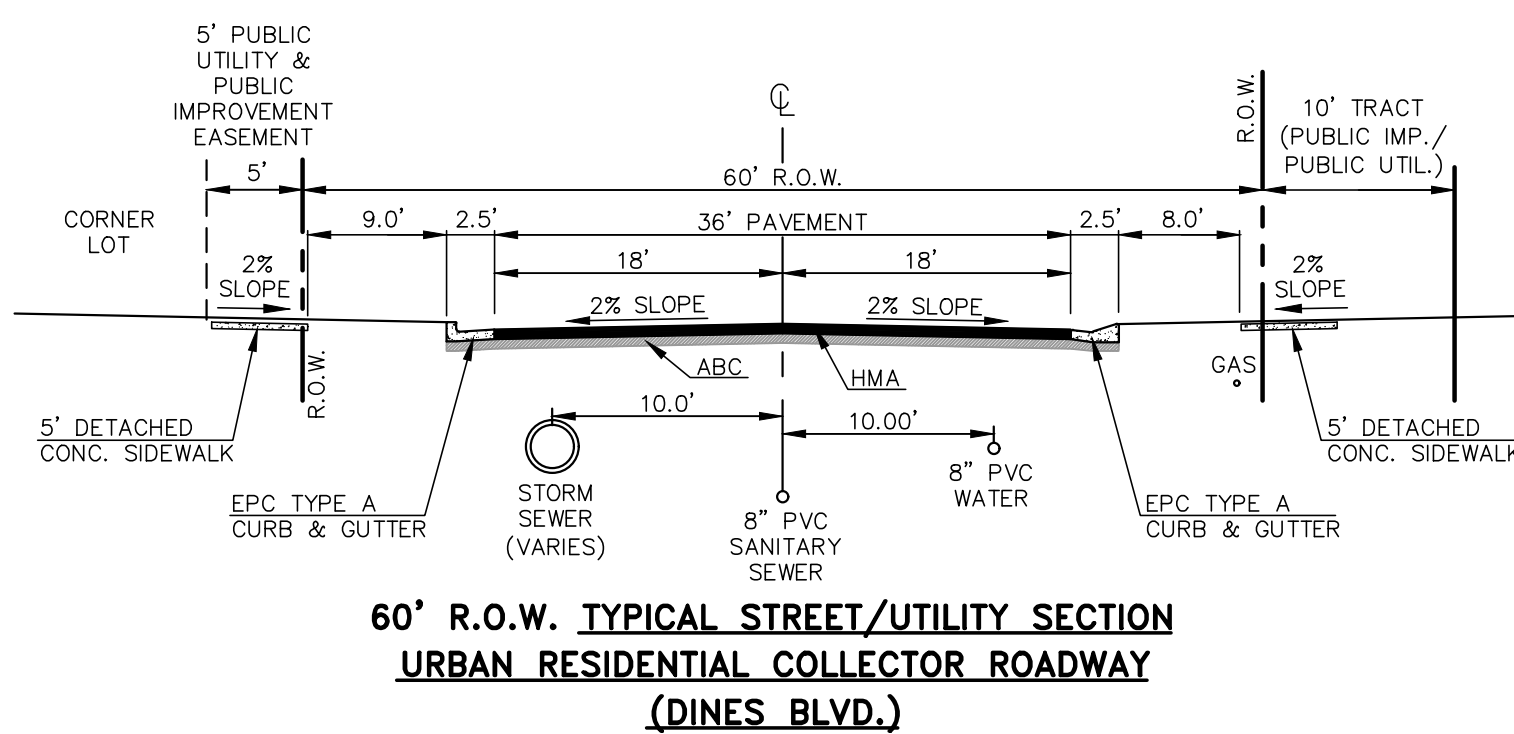 5' PUBLIC
UTILITY &
PUBLIC
IMPROVEMENT
EASEMENT
℄
R.O.W.
10' TRACT
(PUBLIC IMP./
PUBLIC UTIL.)
5'
60' R.O.W.
CORNER
LOT
9.0'
2.5'
36' PAVEMENT
2.5'
8.0'
18'
18'
2%
SLOPE
2% SLOPE
2% SLOPE
2%
SLOPE
ABC
HMA
GAS
R.O.W.
10.0'
10.00'
5' DETACHED
CONC. SIDEWALK
5' DETACHED
CONC. SIDEWALK
EPC TYPE A
CURB & GUTTER
STORM
SEWER
(VARIES)
8" PVC
SANITARY
SEWER
8" PVC
WATER
EPC TYPE A
CURB & GUTTER
60' R.O.W. TYPICAL STREET/UTILITY SECTION
URBAN RESIDENTIAL COLLECTOR ROADWAY
(DINES BLVD.)